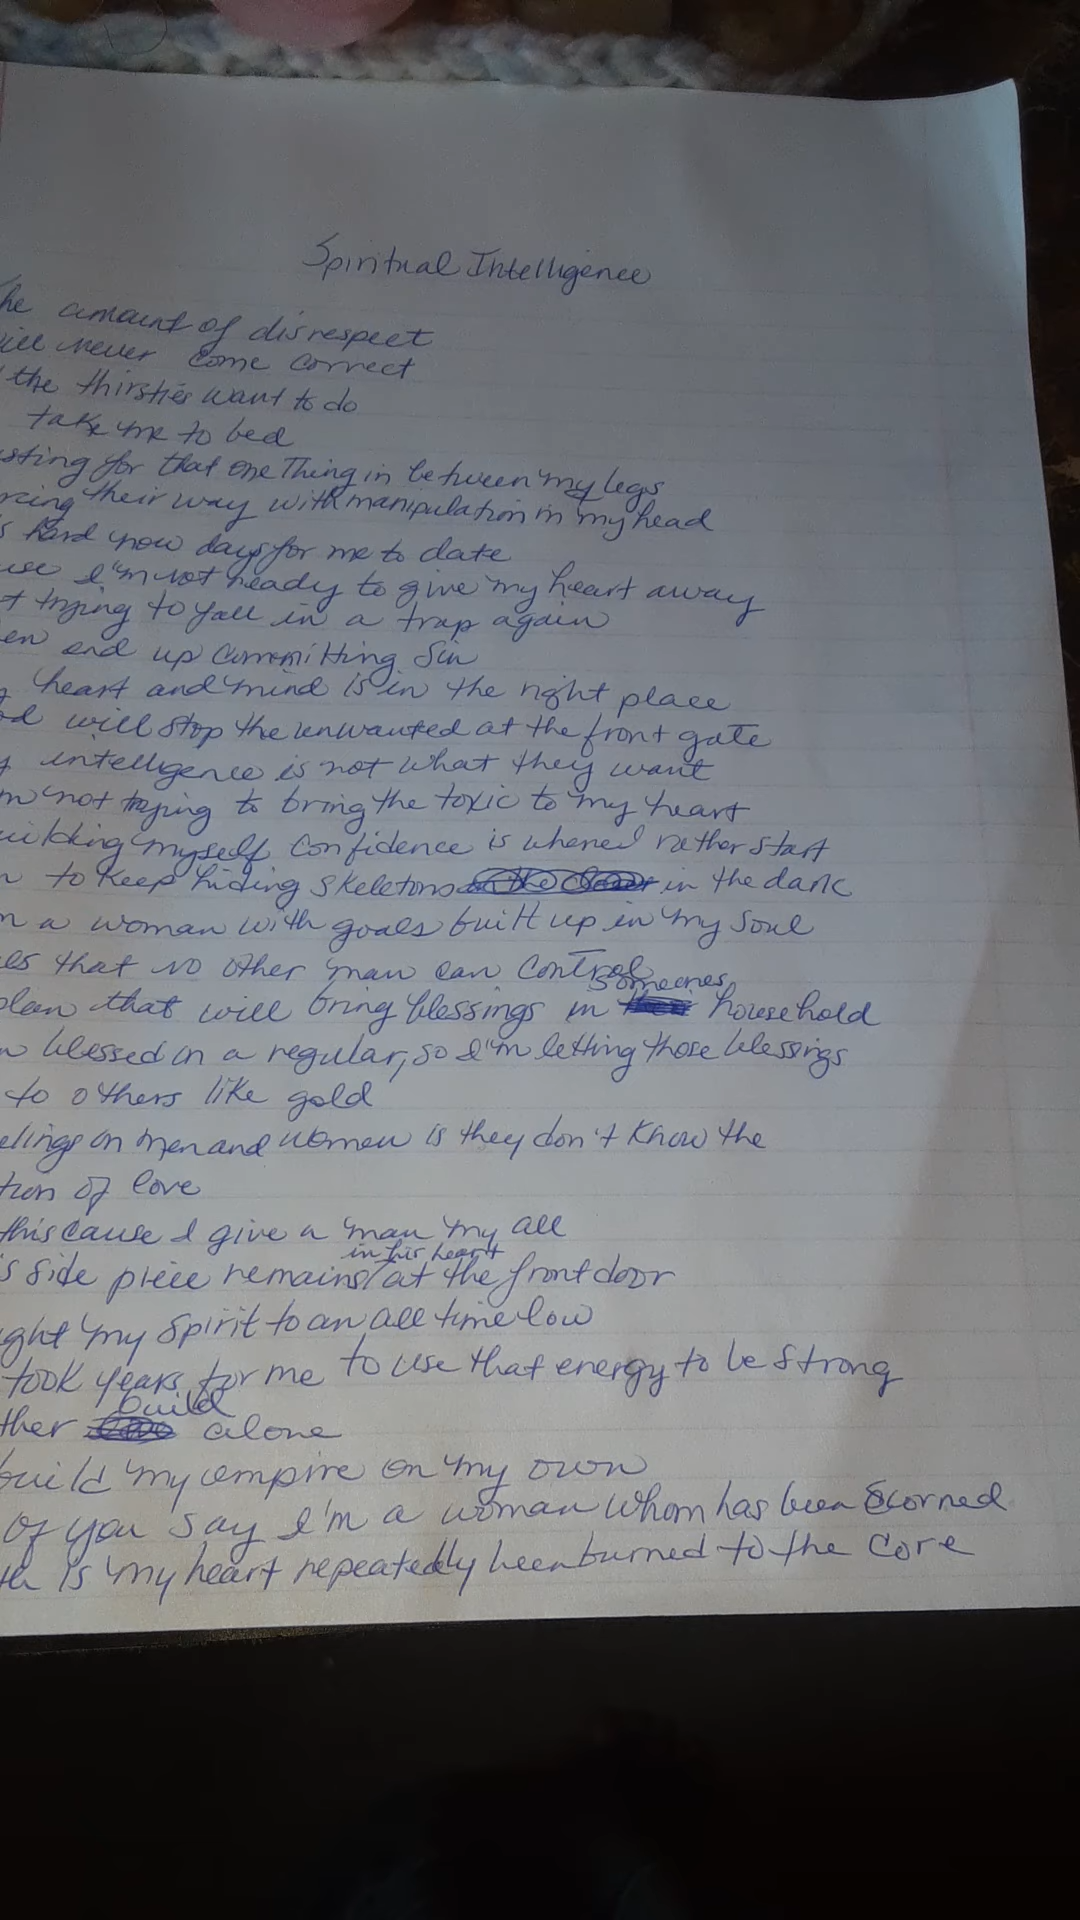 Spiritual Intelligence
he amount of disrespect
ill never come correct
the thirsties want to do
take me to bed
sting for that one Thing in between my legs
rcing their way with manipulation in my head
s hard now days for me to date
use I'm not ready to give my heart away
t trying to fall in a trap again
en end up committing sin
y heart and mind is in the right place
od will stop the unwanted at the front gate
y intelligence is not what they want
m not trying to bring the toxic to my heart
uilding myself confidence is where I rather start
n to keep hiding skeletons in the dark
m a woman with goals built up in my soul
les that no other man can control
plan that will bring blessings in someones household
m blessed on a regular, so I'm letting those blessings
to others like gold
elings on men and women is they don't know the
tion of love
this cause I give a man my all
s side piece remains in his heart / at the front door
ght my spirit to an all time low
took years for me to use that energy to be strong
ther build alone
build my empire on my own
of you say I'm a woman whom has been scorned
th is my heart repeatedly been burned to the core